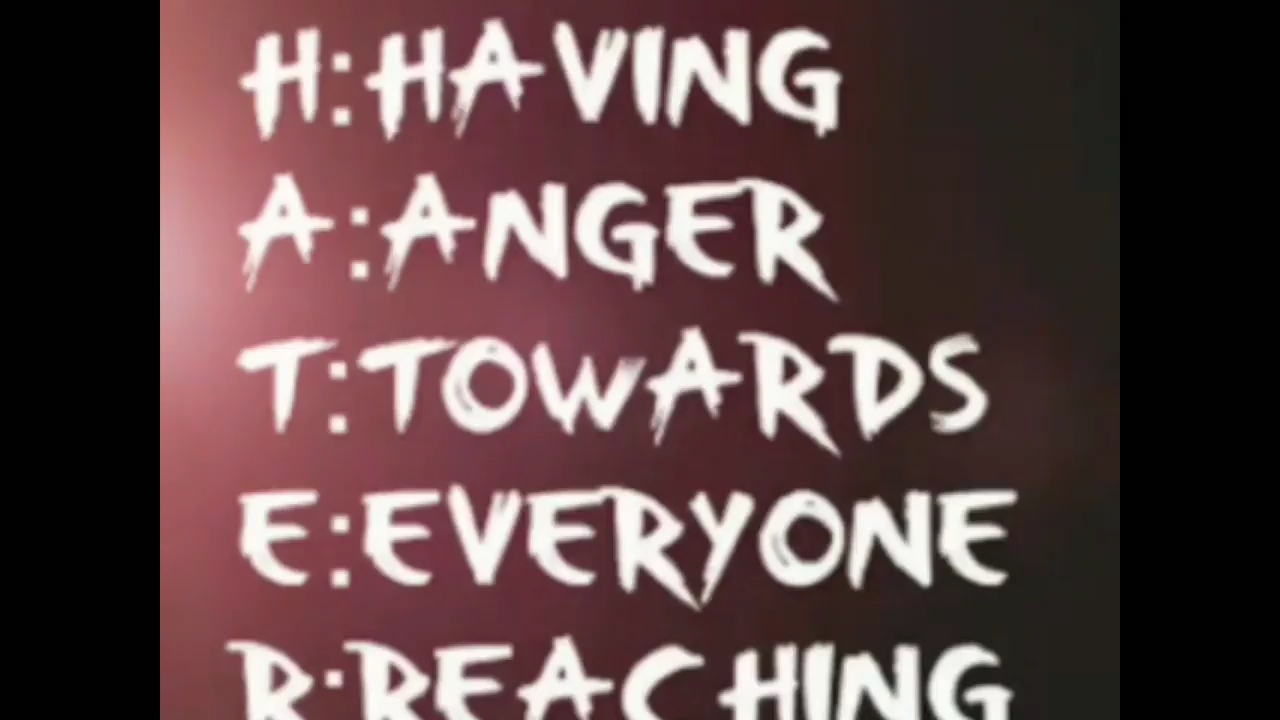 H:HAVING
A:ANGER
T:TOWARDS
E:EVERYONE
R:REACHING